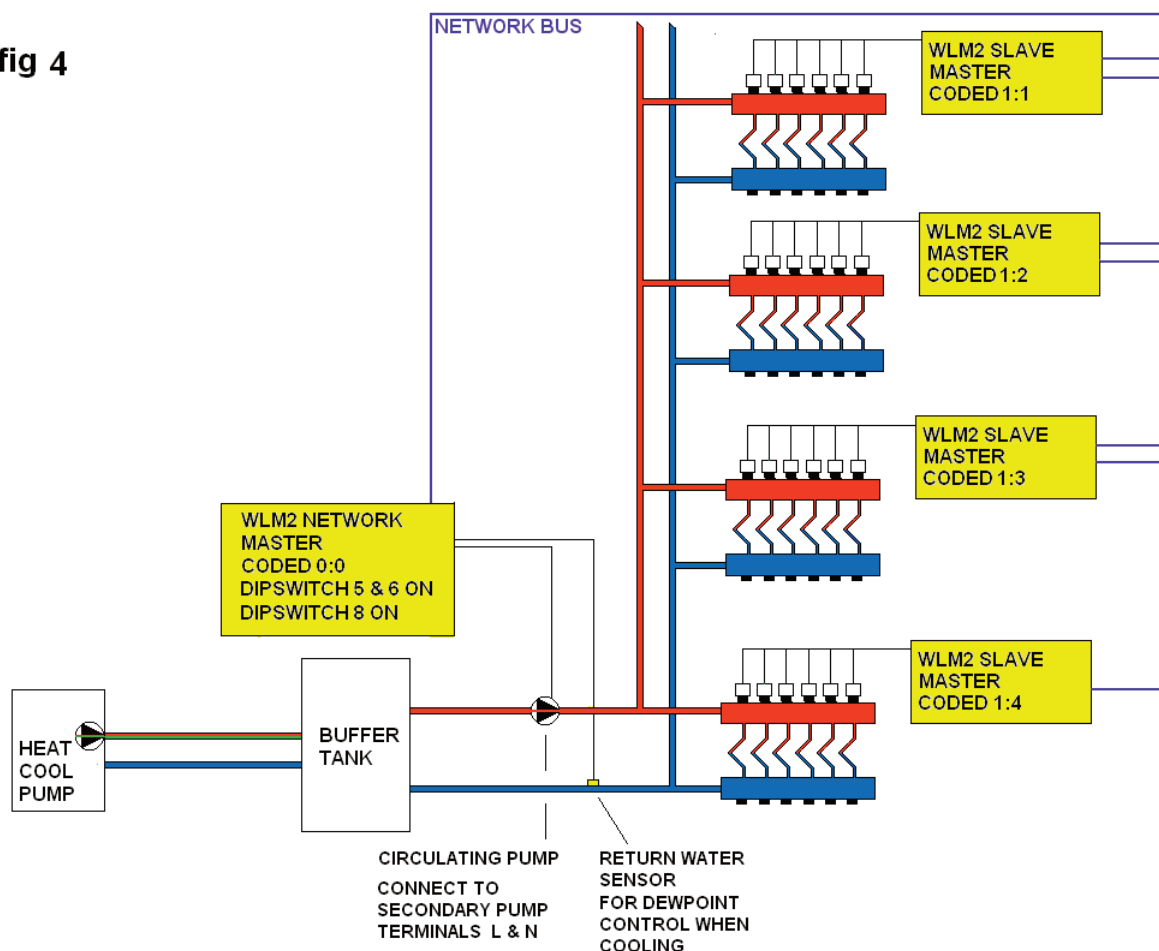 fig 4
NETWORK BUS
WLM2 SLAVE
MASTER
CODED 1:1
WLM2 SLAVE
MASTER
CODED 1:2
WLM2 SLAVE
MASTER
CODED 1:3
WLM2 NETWORK
MASTER
CODED 0:0
DIPSWITCH 5 & 6 ON
DIPSWITCH 8 ON
WLM2 SLAVE
MASTER
CODED 1:4
HEAT
COOL
PUMP
BUFFER
TANK
CIRCULATING PUMP
CONNECT TO
SECONDARY PUMP
TERMINALS L & N
RETURN WATER
SENSOR
FOR DEWPOINT
CONTROL WHEN
COOLING